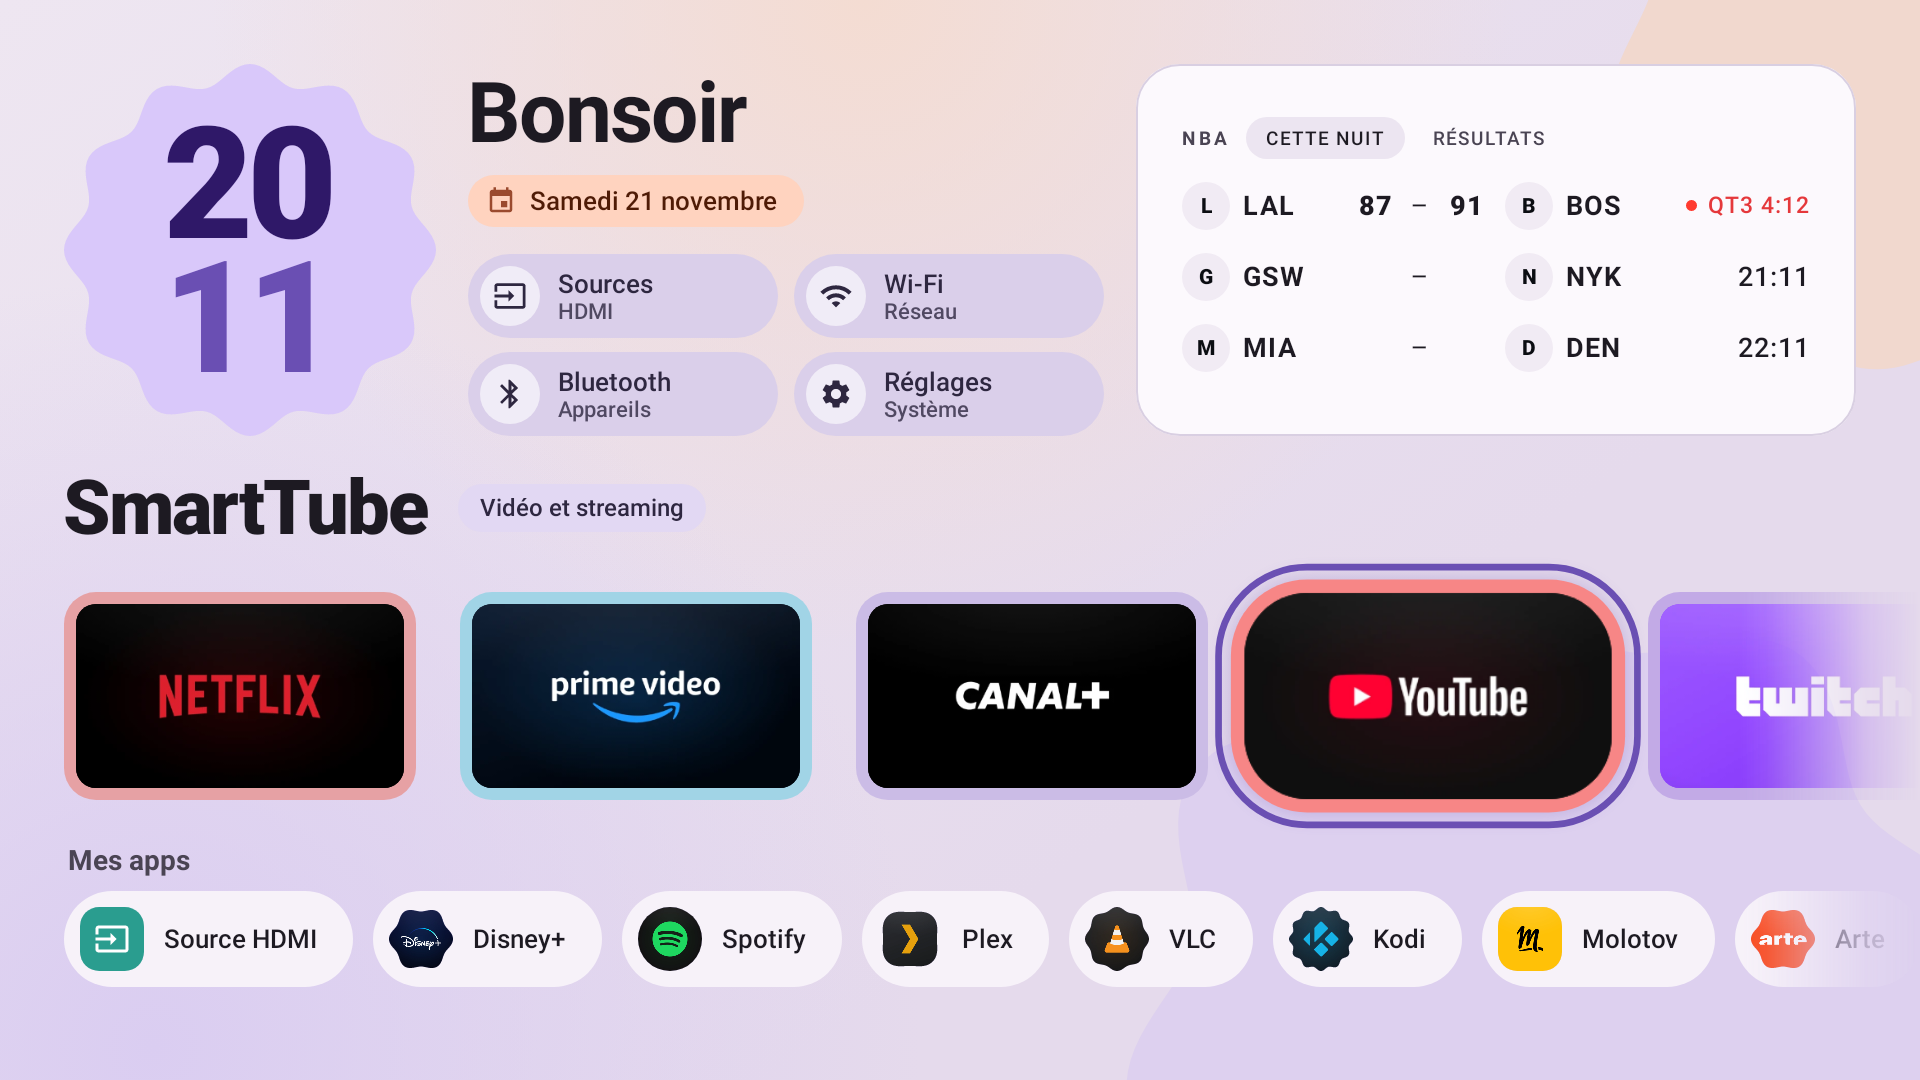 20
11
Bonsoir
Samedi 21 novembre
Sources
HDMI
Wi-Fi
Réseau
Bluetooth
Appareils
Réglages
Système
NBA CETTE NUIT RÉSULTATS
L LAL 87 – 91 B BOS QT3 4:12
G GSW – N NYK 21:11
M MIA – D DEN 22:11
SmartTube Vidéo et streaming
NETFLIX
prime video
CANAL+
YouTube
twitch
Mes apps
Source HDMI
Disney+ Disney+
Spotify
Plex
VLC
Kodi
M. Molotov
arte Arte